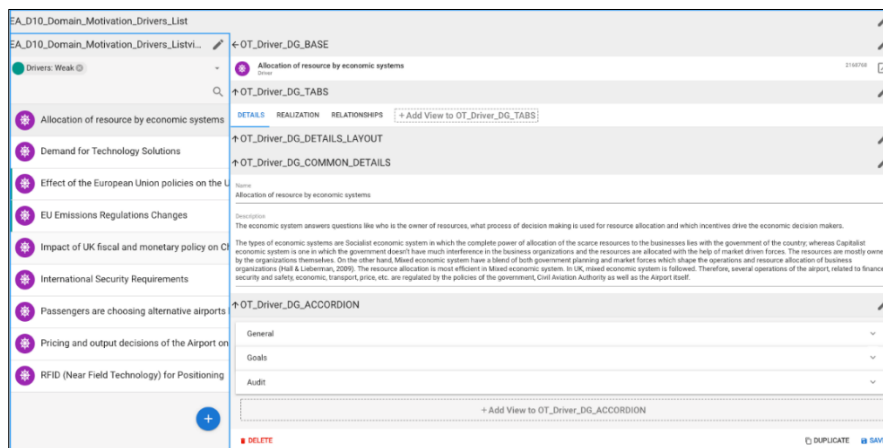 EA_D10_Domain_Motivation_Drivers_List
EA_D10_Domain_Motivation_Drivers_Listvi...
Drivers: Weak
Allocation of resource by economic systems
Demand for Technology Solutions
Effect of the European Union policies on the U
EU Emissions Regulations Changes
Impact of UK fiscal and monetary policy on Ch
International Security Requirements
Passengers are choosing alternative airports
Pricing and output decisions of the Airport on
RFID (Near Field Technology) for Positioning
+
←OT_Driver_DG_BASE
Allocation of resource by economic systems
Driver
↑OT_Driver_DG_TABS
DETAILS REALIZATION RELATIONSHIPS + Add View to OT_Driver_DG_TABS
↑OT_Driver_DG_DETAILS_LAYOUT
↑OT_Driver_DG_COMMON_DETAILS
Name
Allocation of resource by economic systems
Description
The economic system answers questions like who is the owner of resources, what process of decision making is used for resource allocation and which incentives drive the economic decision makers.
The types of economic systems are Socialist economic system in which the complete power of allocation of the scarce resources to the businesses lies with the government of the country; whereas Capitalist
economic system is one in which the government doesn't have much interference in the business organizations and the resources are allocated with the help of market driven forces. The resources are mostly owne
by the organizations themselves. On the other hand, Mixed economic system have a blend of both government planning and market forces which shape the operations and resource allocation of business
organizations (Hall & Lieberman, 2009). The resource allocation is most efficient in Mixed economic system. In UK, mixed economic system is followed. Therefore, several operations of the airport, related to finance
security and safety, economic, transport, price, etc. are regulated by the policies of the government, Civil Aviation Authority as well as the Airport itself.
↑OT_Driver_DG_ACCORDION
General
Goals
Audit
+ Add View to OT_Driver_DG_ACCORDION
DELETE DUPLICATE SAVE